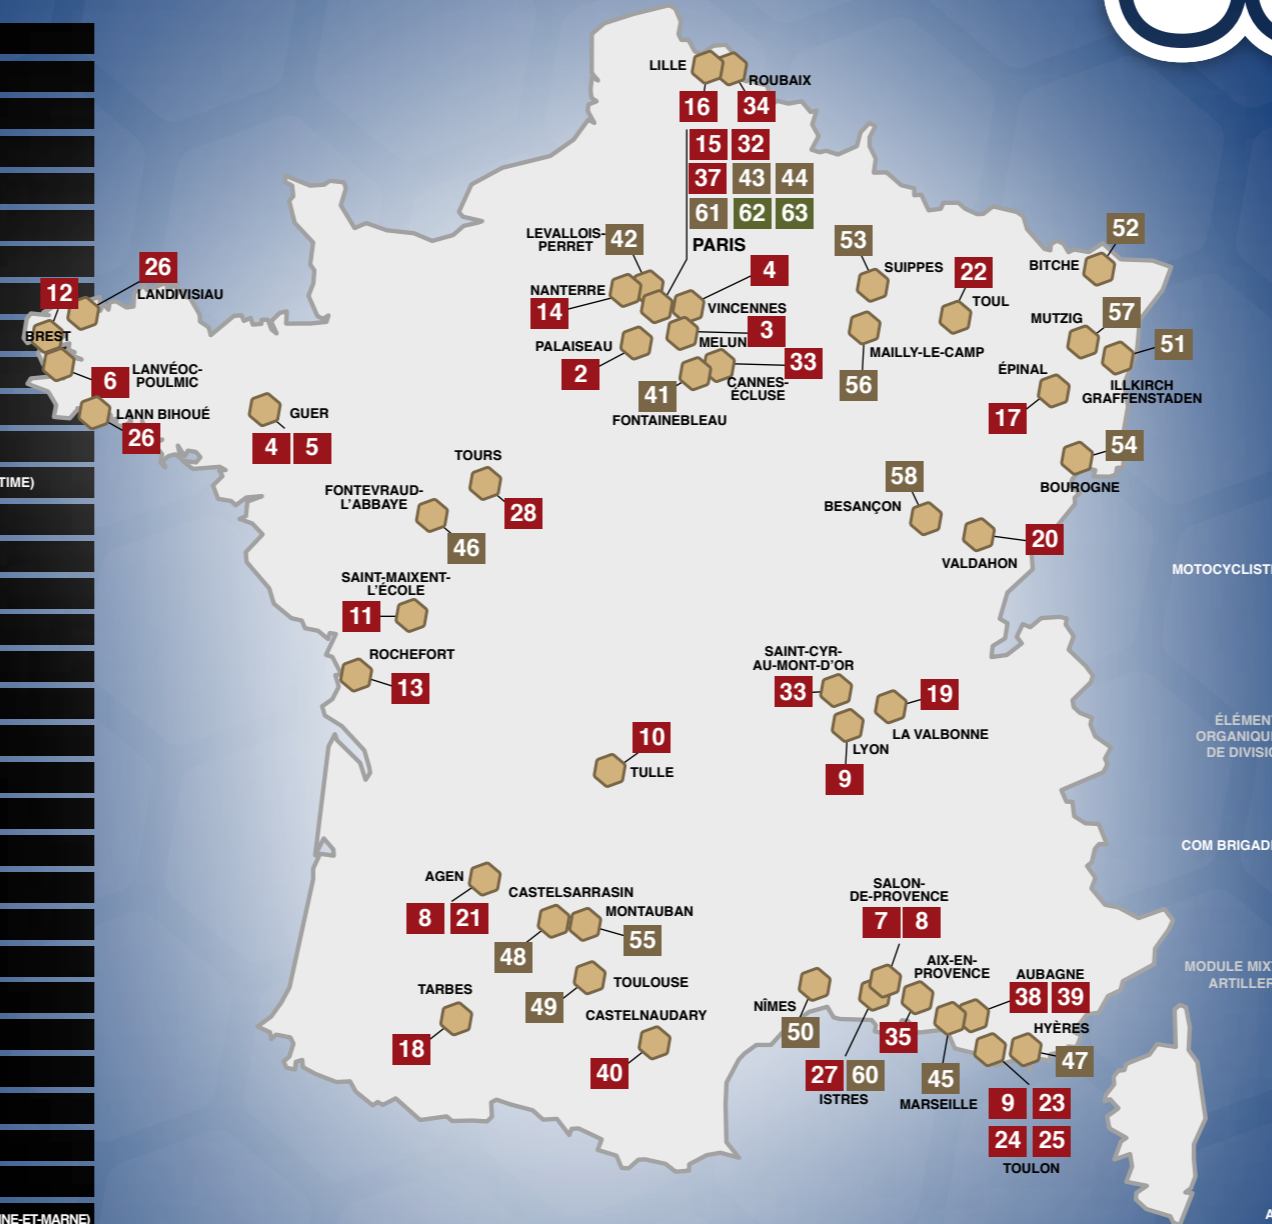 LILLE
ROUBAIX
16 34
15 32
37 43 44
61 62 63
PARIS
LEVALLOIS-
PERRET
42
NANTERRE
14
4
VINCENNES
PALAISEAU
2
MELUN
3
33
CANNES-
ÉCLUSE
41
FONTAINEBLEAU
53
SUIPPES
22
TOUL
56
MAILLY-LE-CAMP
52
BITCHE
MUTZIG
57
51
ILLKIRCH
GRAFFENSTADEN
ÉPINAL
17
54
BOUROGNE
58
BESANÇON
20
VALDAHON
26
LANDIVISIAU
12
BREST
6
LANVÉOC-
POULMIC
LANN BIHOUÉ
26
GUER
4 5
TOURS
28
FONTEVRAUD-
L'ABBAYE
46
SAINT-MAIXENT-
L'ÉCOLE
11
ROCHEFORT
13
SAINT-CYR-
AU-MONT-D'OR
33
19
LA VALBONNE
LYON
9
10
TULLE
AGEN
8 21
CASTELSARRASIN
48
MONTAUBAN
55
TOULOUSE
49
TARBES
18
CASTELNAUDARY
40
SALON-
DE-PROVENCE
7 8
AIX-EN-
PROVENCE
35
AUBAGNE
38 39
NÎMES
50
27 60
ISTRES
45
MARSEILLE
HYÈRES
47
9 23
24 25
TOULON
TIME)
NE-ET-MARNE)
MOTOCYCLIST
ÉLÉMEN
ORGANIQU
DE DIVISI
COM BRIGAD
MODULE MIX
ARTILLER
A